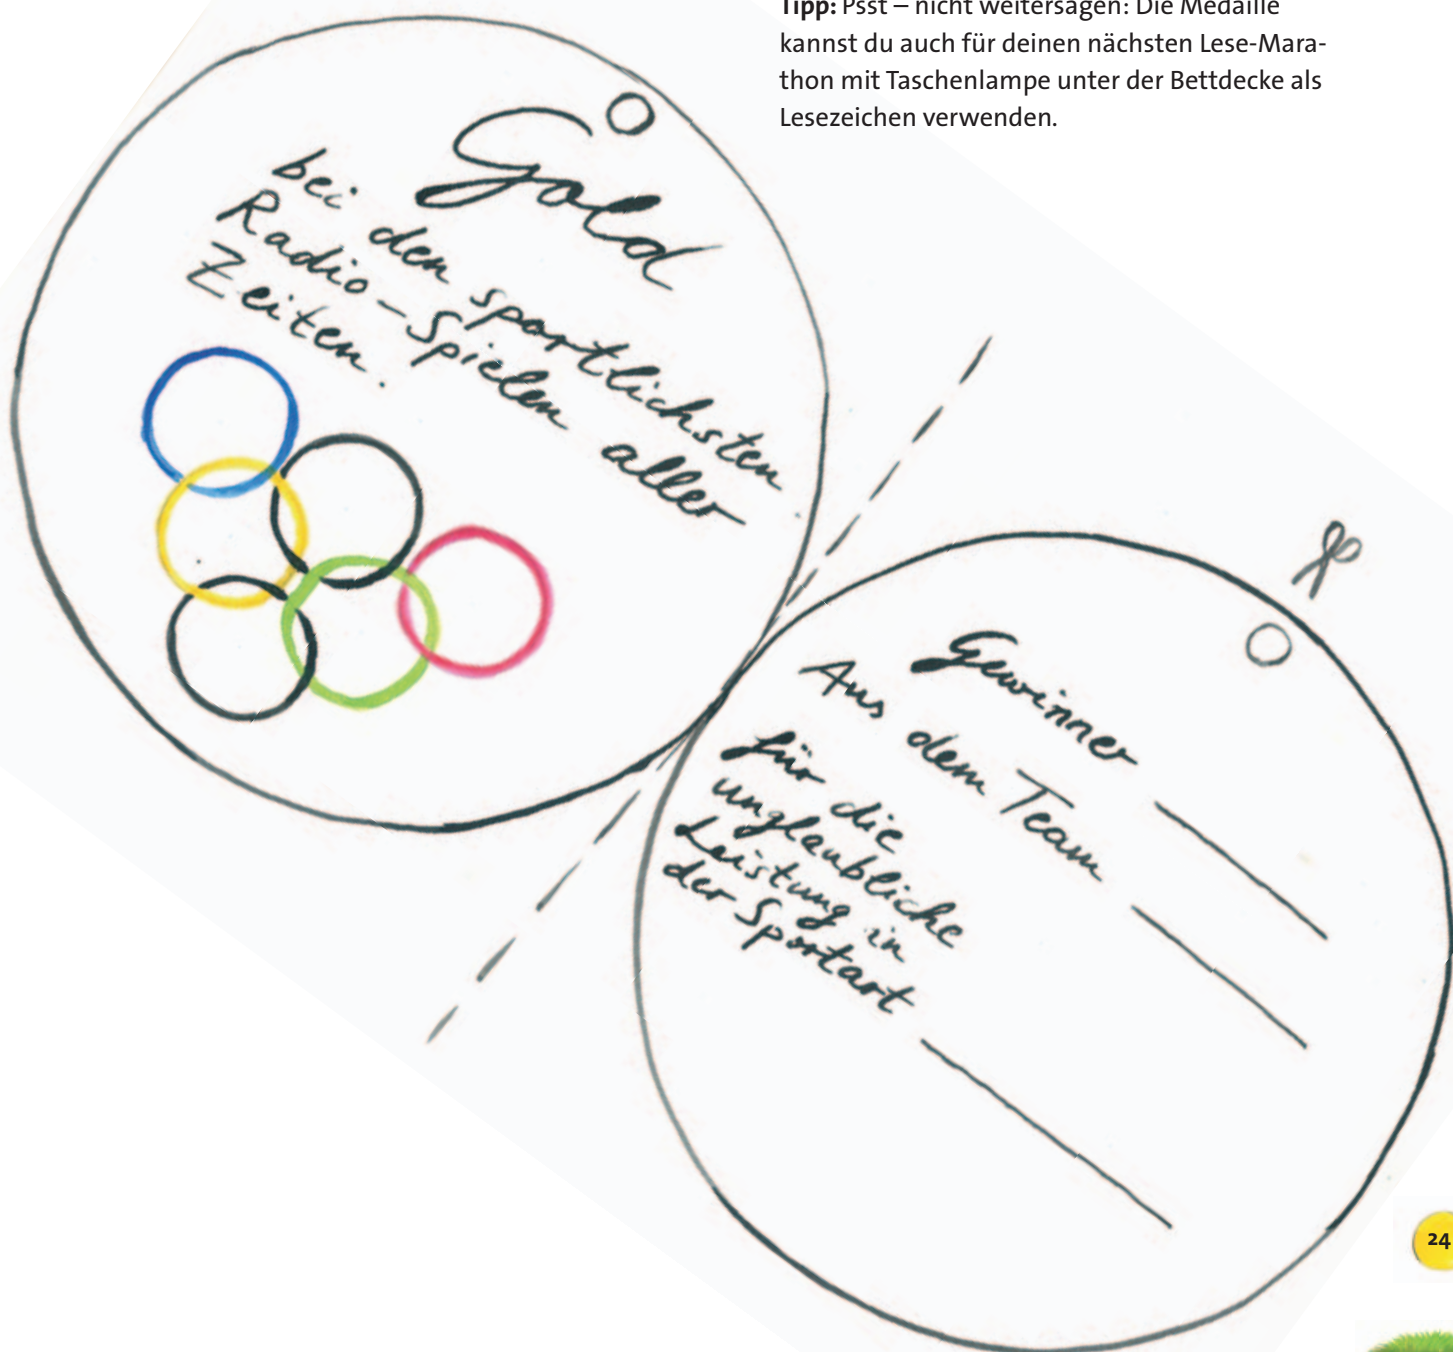 Tipp: Psst – nicht weitersagen: Die Medaille
kannst du auch für deinen nächsten Lese-Mara-
thon mit Taschenlampe unter der Bettdecke als
Lesezeichen verwenden.
Gold
bei den sportlichsten
Radio-Spielen aller
Zeiten.
Gewinner
Aus dem Team
für die
unglaubliche
Leistung in
der Sportart
24